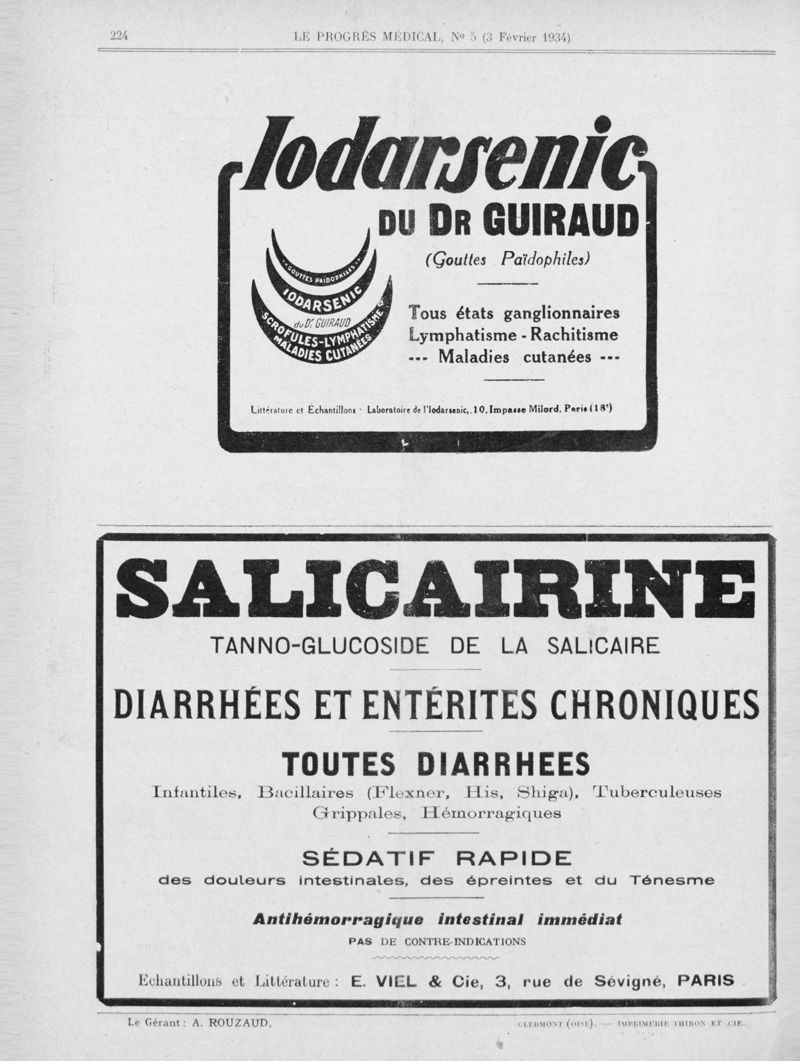 224
LE PROGRÈS MÉDICAL, Nº 5 (3 Février 1934)
Iodarsenic
DU DR GUIRAUD
(Gouttes Païdophiles)
GOUTTES PAÏDOPHILES
IODARSENIC
du Dr. GUIRAUD
SCROFULES-LYMPHATISME &
MALADIES CUTANÉES
Tous états ganglionnaires
Lymphatisme - Rachitisme
--- Maladies cutanées ---
Littérature et Échantillons · Laboratoire de l'Iodarsenic, 10, Impasse Milord, Paris (18e)
SALICAIRINE
TANNO-GLUCOSIDE DE LA SALICAIRE
DIARRHÉES ET ENTÉRITES CHRONIQUES
TOUTES DIARRHEES
Infantiles, Bacillaires (Flexner, His, Shiga), Tuberculeuses
Grippales, Hémorragiques
SÉDATIF RAPIDE
des douleurs intestinales, des épreintes et du Ténesme
Antihémorragique intestinal immédiat
PAS DE CONTRE-INDICATIONS
Echantillons et Littérature : E. VIEL & Cie, 3, rue de Sévigné, PARIS
Le Gérant : A. ROUZAUD.
CLERMONT (OISE). — IMPRIMERIE THIRON ET CIE.